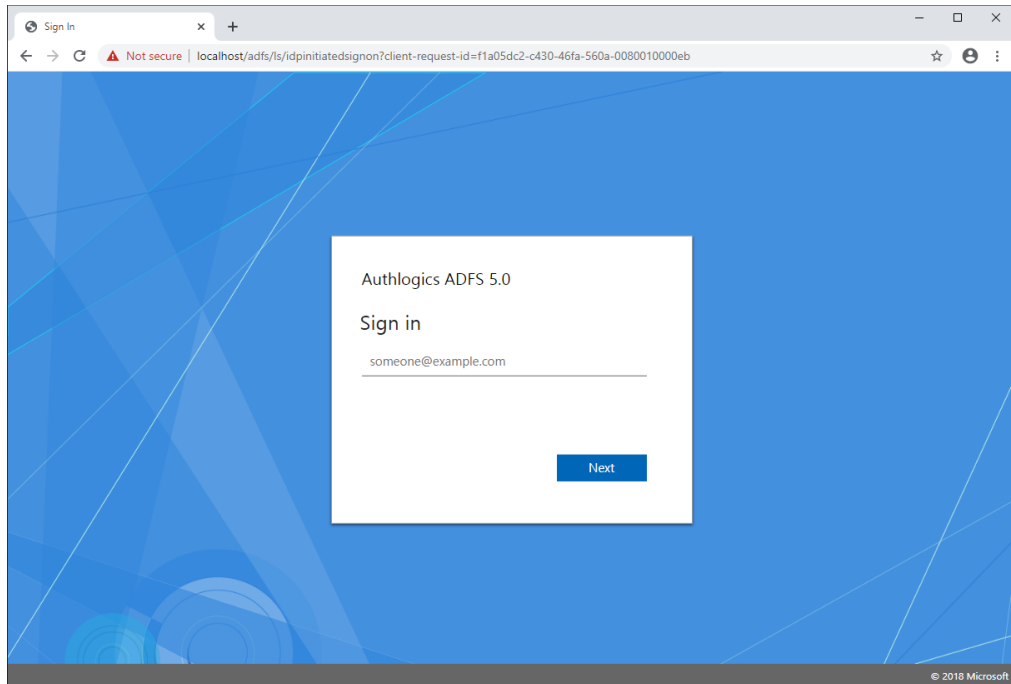 Sign In
Not secure | localhost/adfs/ls/idpinitiatedsignon?client-request-id=f1a05dc2-c430-46fa-560a-0080010000eb
Authlogics ADFS 5.0
Sign in
someone@example.com
Next
© 2018 Microsoft